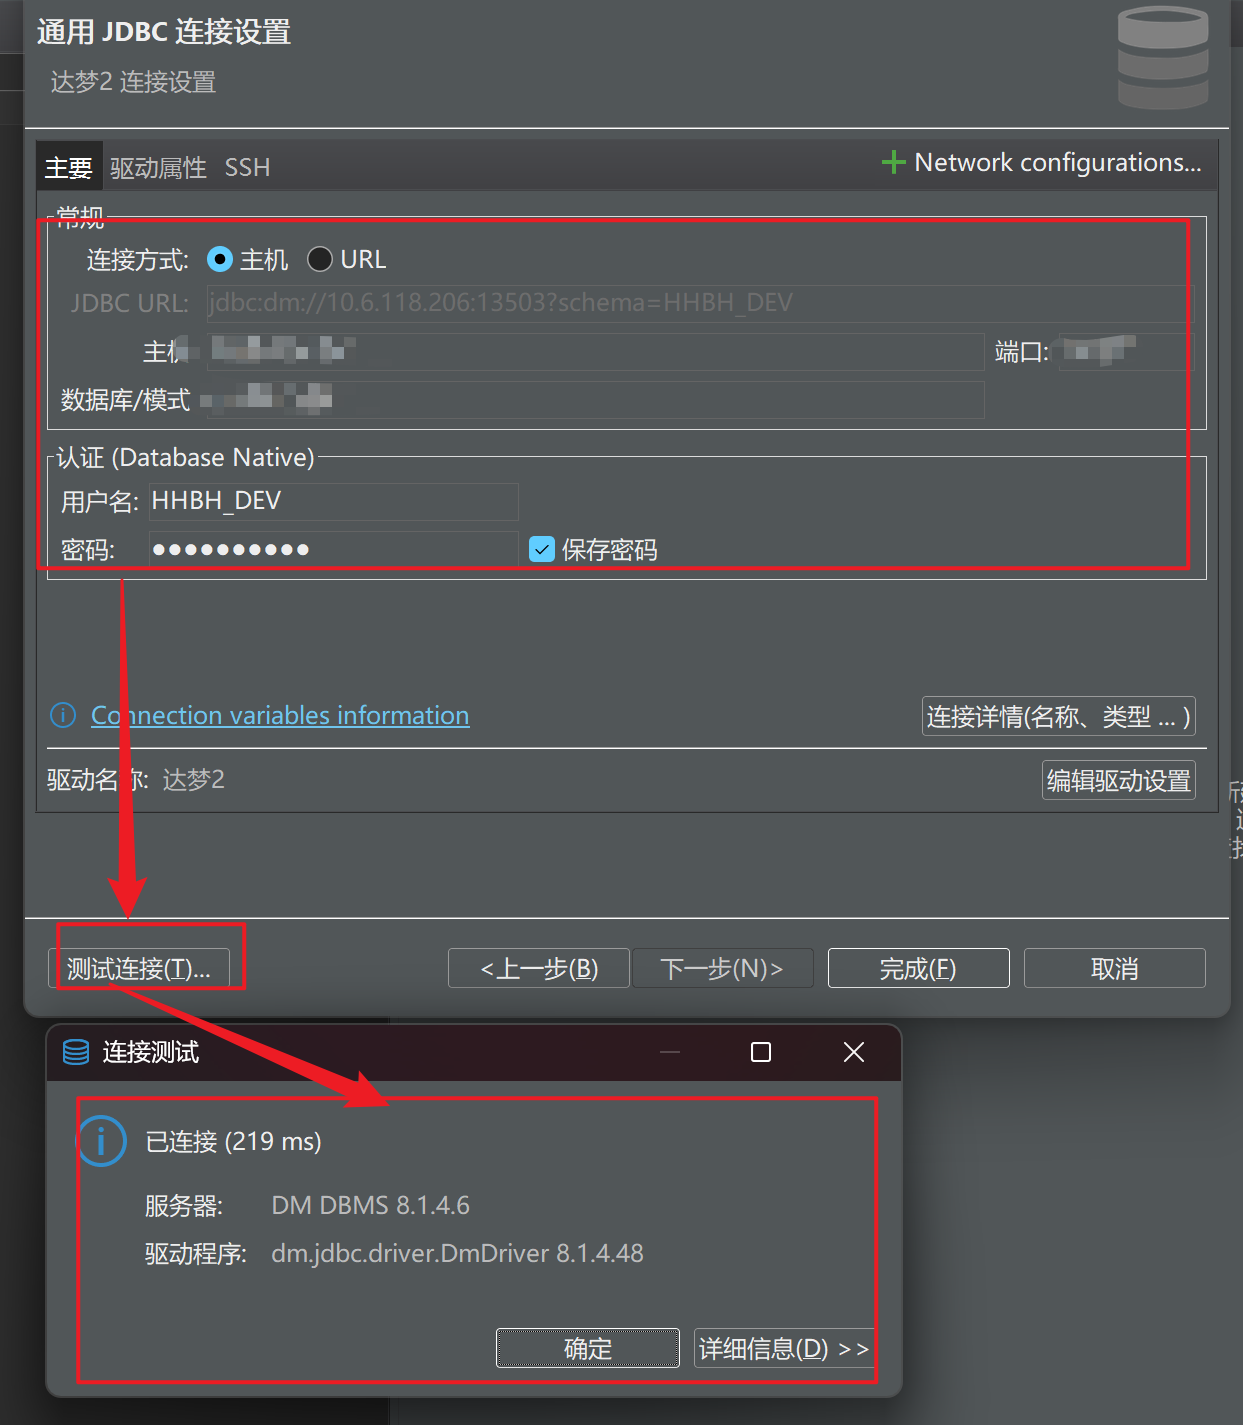 通用 JDBC 连接设置
达梦2 连接设置
主要 驱动属性 SSH
Network configurations...
常规
连接方式: 主机 URL
JDBC URL: jdbc:dm://10.6.118.206:13503?schema=HHBH_DEV
主机 端口:
数据库/模式
认证 (Database Native)
用户名: HHBH_DEV
密码: ●●●●●●●●●● 保存密码
Connection variables information
连接详情(名称、类型 ... )
驱动名称: 达梦2
编辑驱动设置
测试连接(T)... <上一步(B) 下一步(N)> 完成(F) 取消
连接测试
已连接 (219 ms)
服务器: DM DBMS 8.1.4.6
驱动程序: dm.jdbc.driver.DmDriver 8.1.4.48
确定 详细信息(D) >>